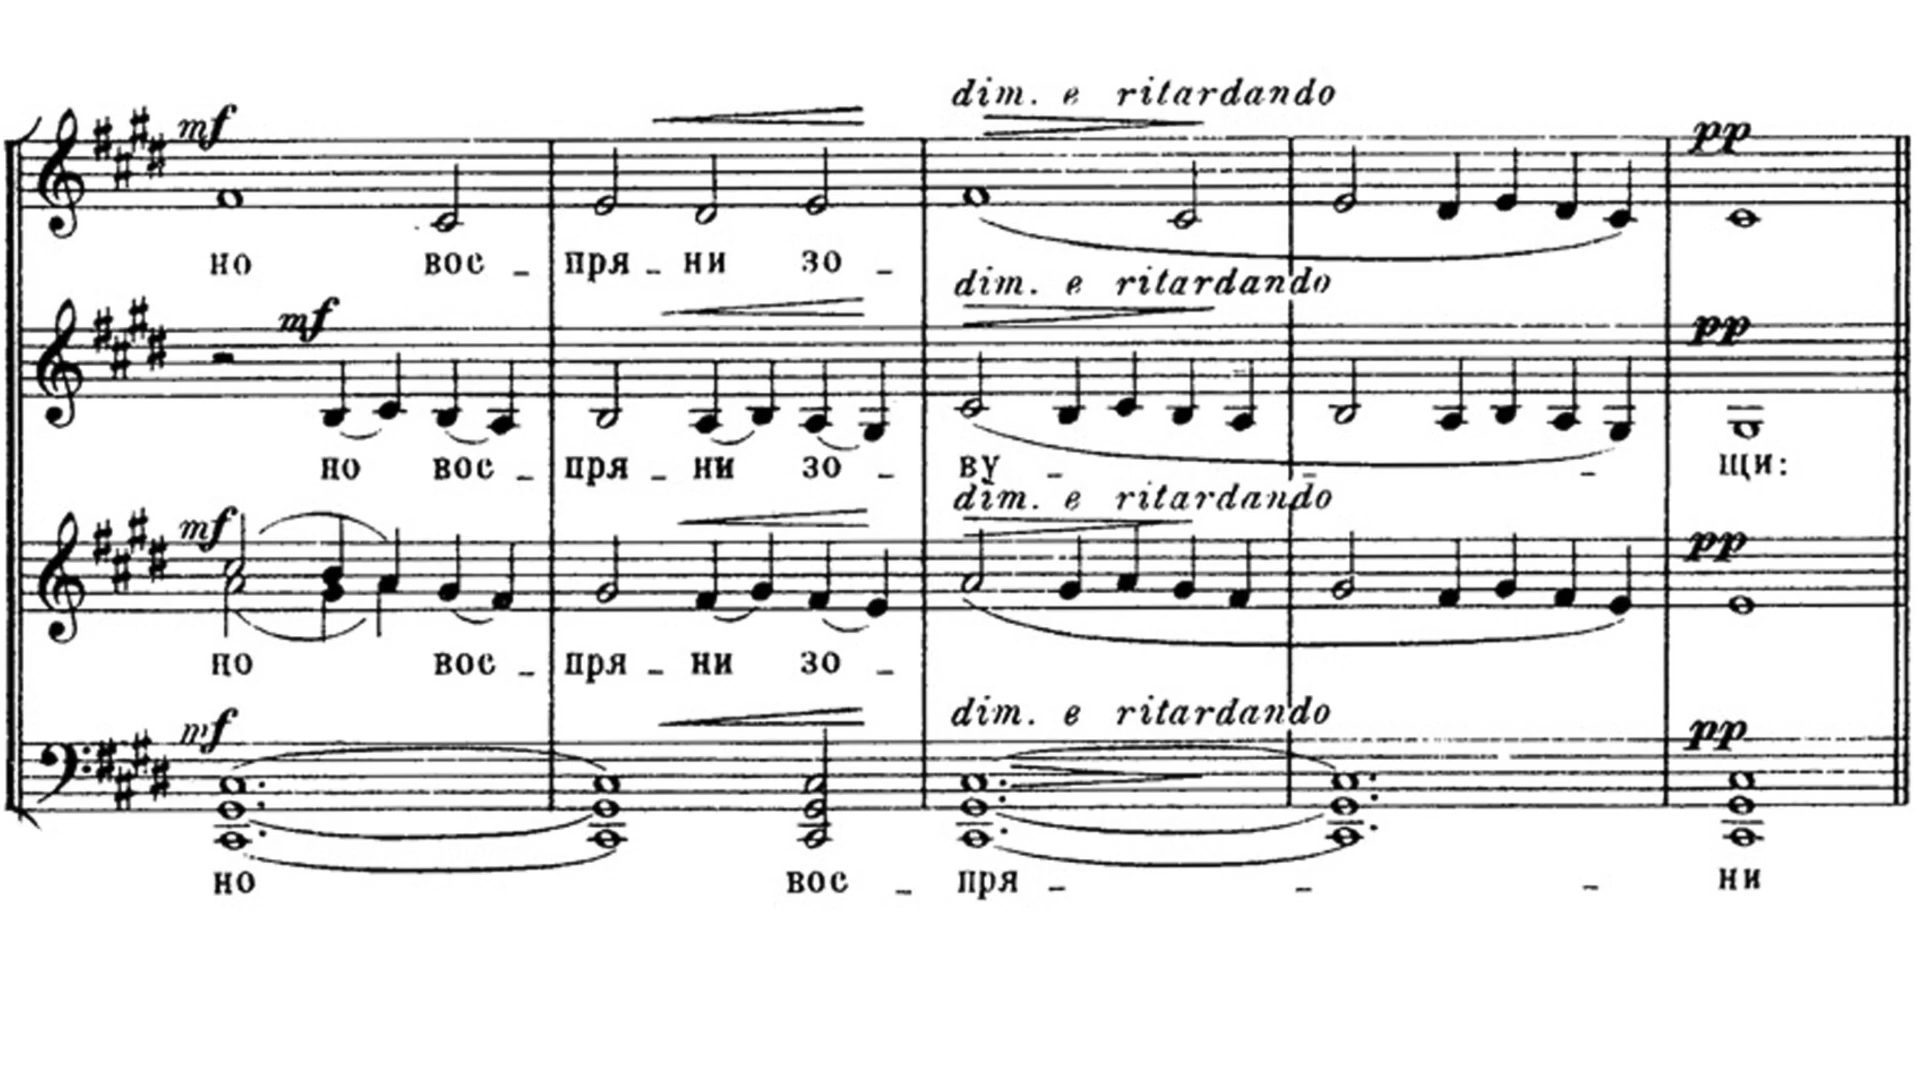 dim. e ritardando
mf pp
но вос - пря - ни зо -
dim. e ritardando
mf pp
но вос - пря - ни зо - ву - - - щи:
dim. e ritardando
mf pp
но вос - пря - ни зо -
dim. e ritardando
mf pp
но вос - пря - - - ни